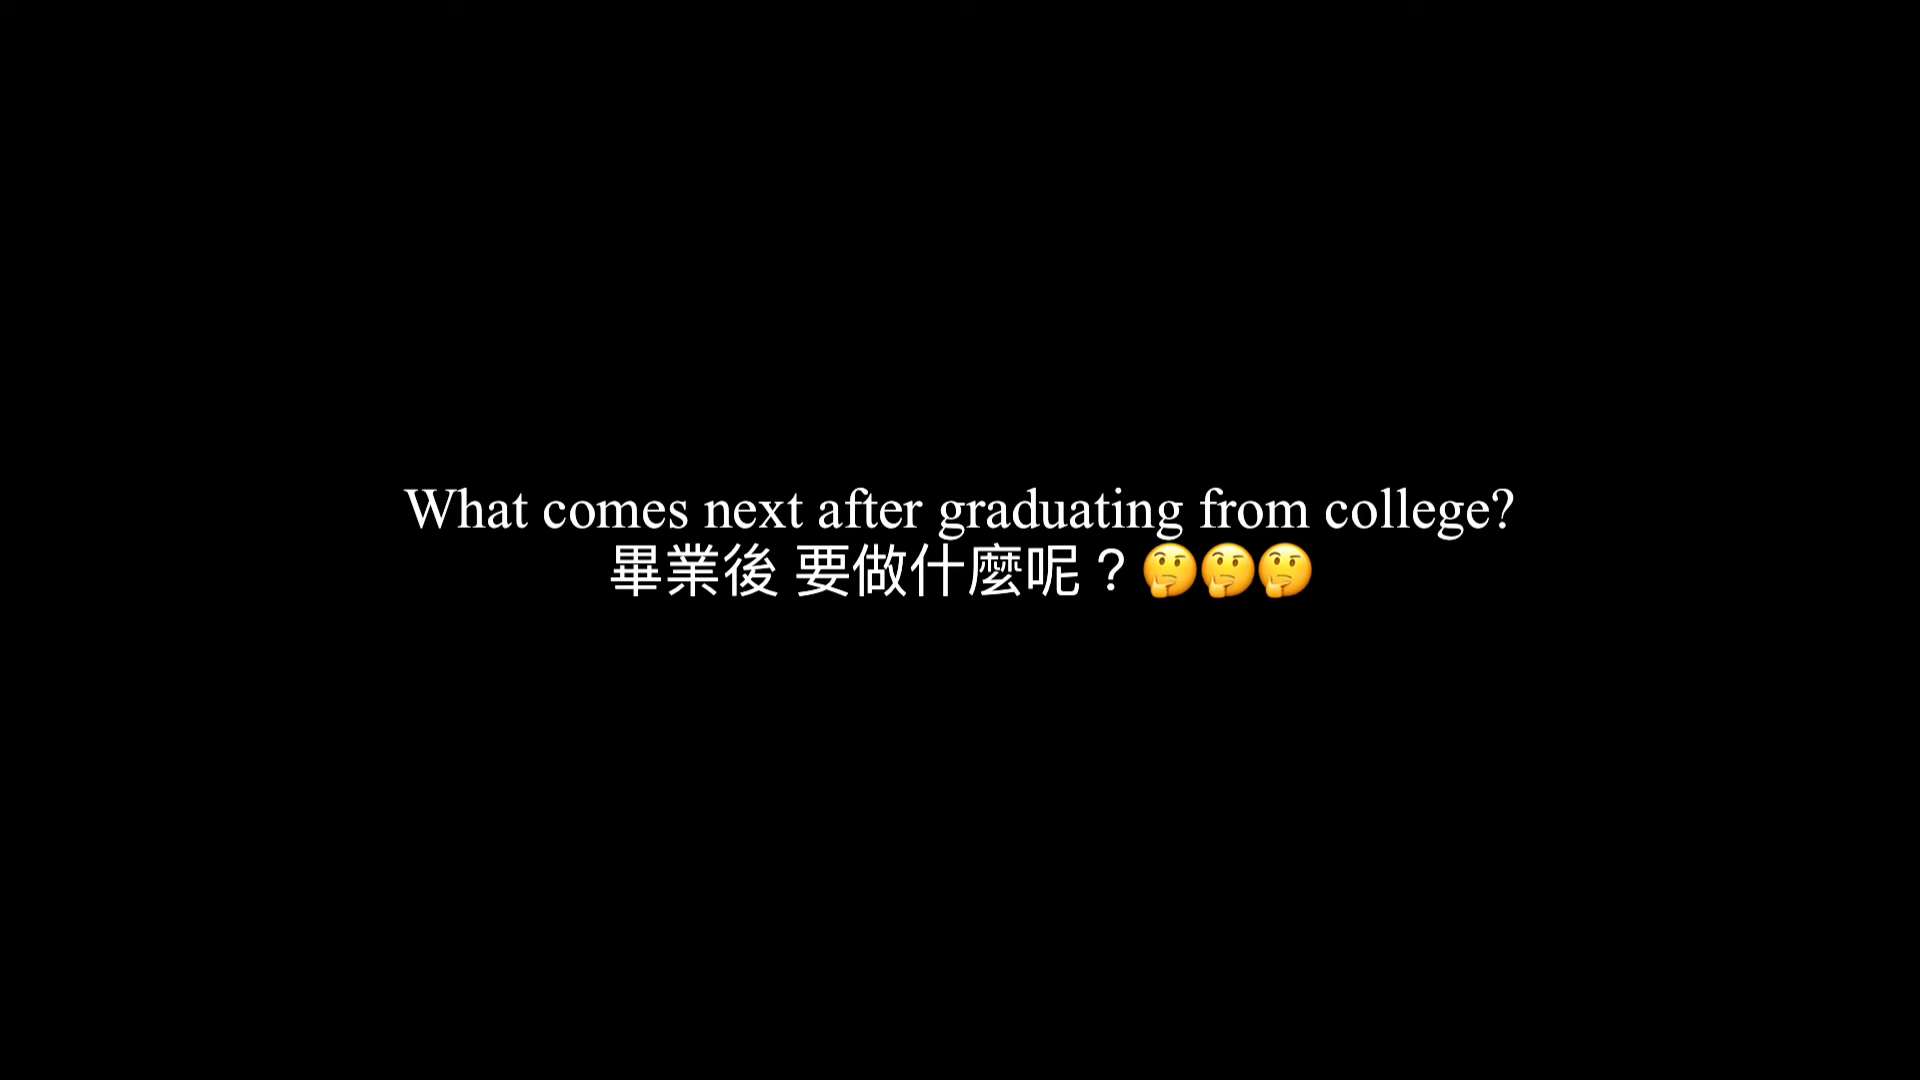 What comes next after graduating from college?
畢業後 要做什麼呢？🤔🤔🤔